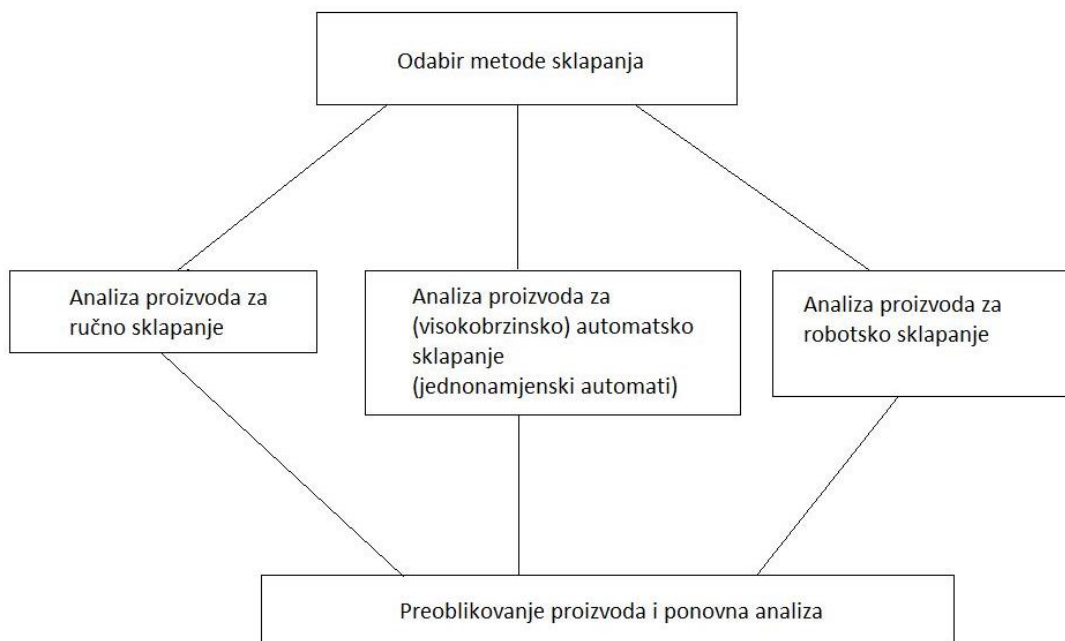 Odabir metode sklapanja
Analiza proizvoda za
ručno sklapanje
Analiza proizvoda za
(visokobrzinsko) automatsko
sklapanje
(jednonamjenski automati)
Analiza proizvoda za
robotsko sklapanje
Preoblikovanje proizvoda i ponovna analiza